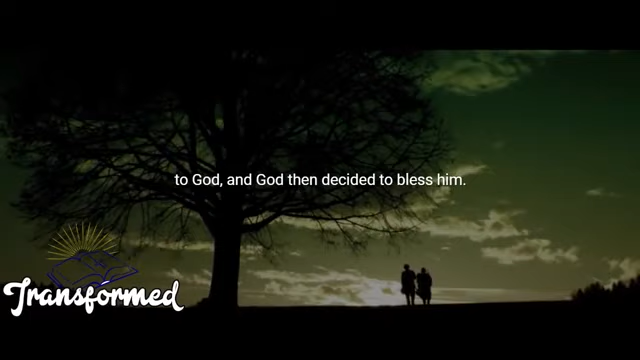 to God, and God then decided to bless him.
Transformed